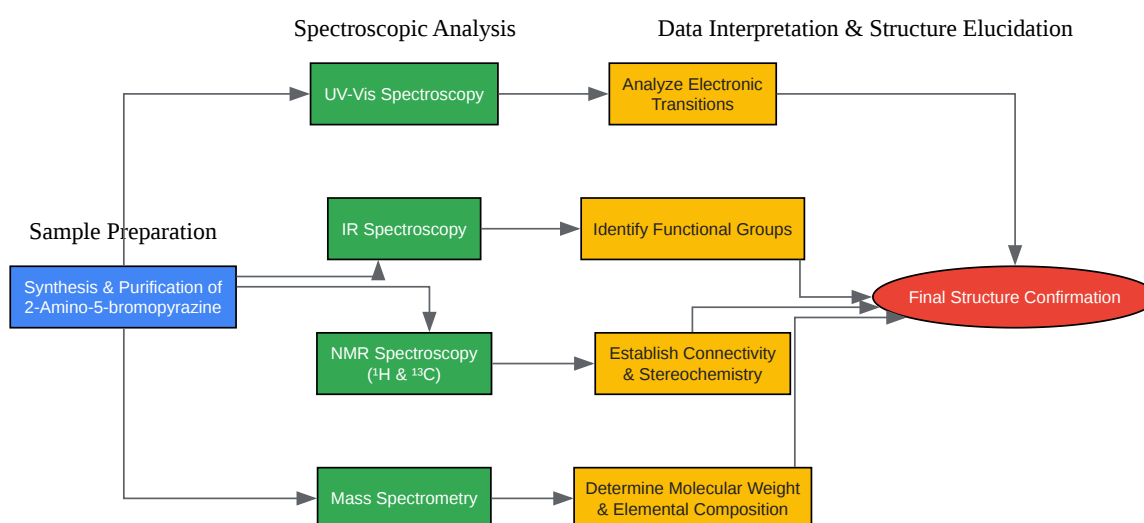 Spectroscopic Analysis
Data Interpretation & Structure Elucidation
UV-Vis Spectroscopy
Analyze Electronic
Transitions
Sample Preparation
IR Spectroscopy
Identify Functional Groups
Synthesis & Purification of
2-Amino-5-bromopyrazine
Final Structure Confirmation
NMR Spectroscopy
(¹H & ¹³C)
Establish Connectivity
& Stereochemistry
Mass Spectrometry
Determine Molecular Weight
& Elemental Composition